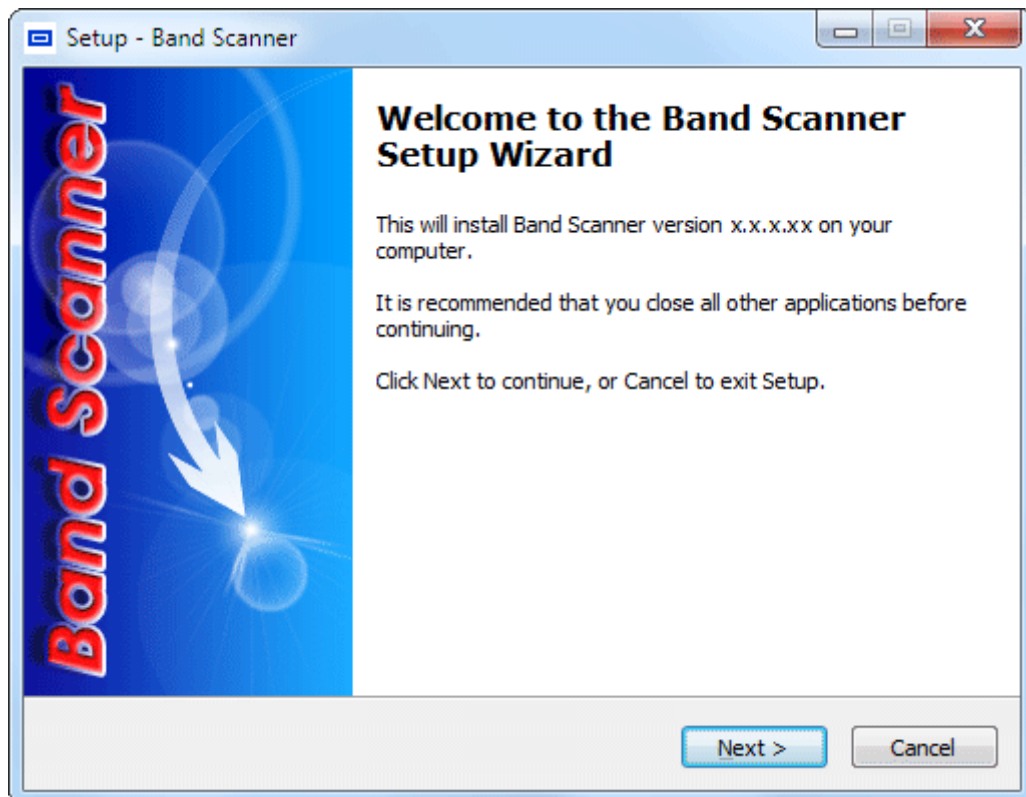 Setup - Band Scanner
Band Scanner
Welcome to the Band Scanner
Setup Wizard
This will install Band Scanner version x.x.x.xx on your
computer.
It is recommended that you close all other applications before
continuing.
Click Next to continue, or Cancel to exit Setup.
Next >
Cancel